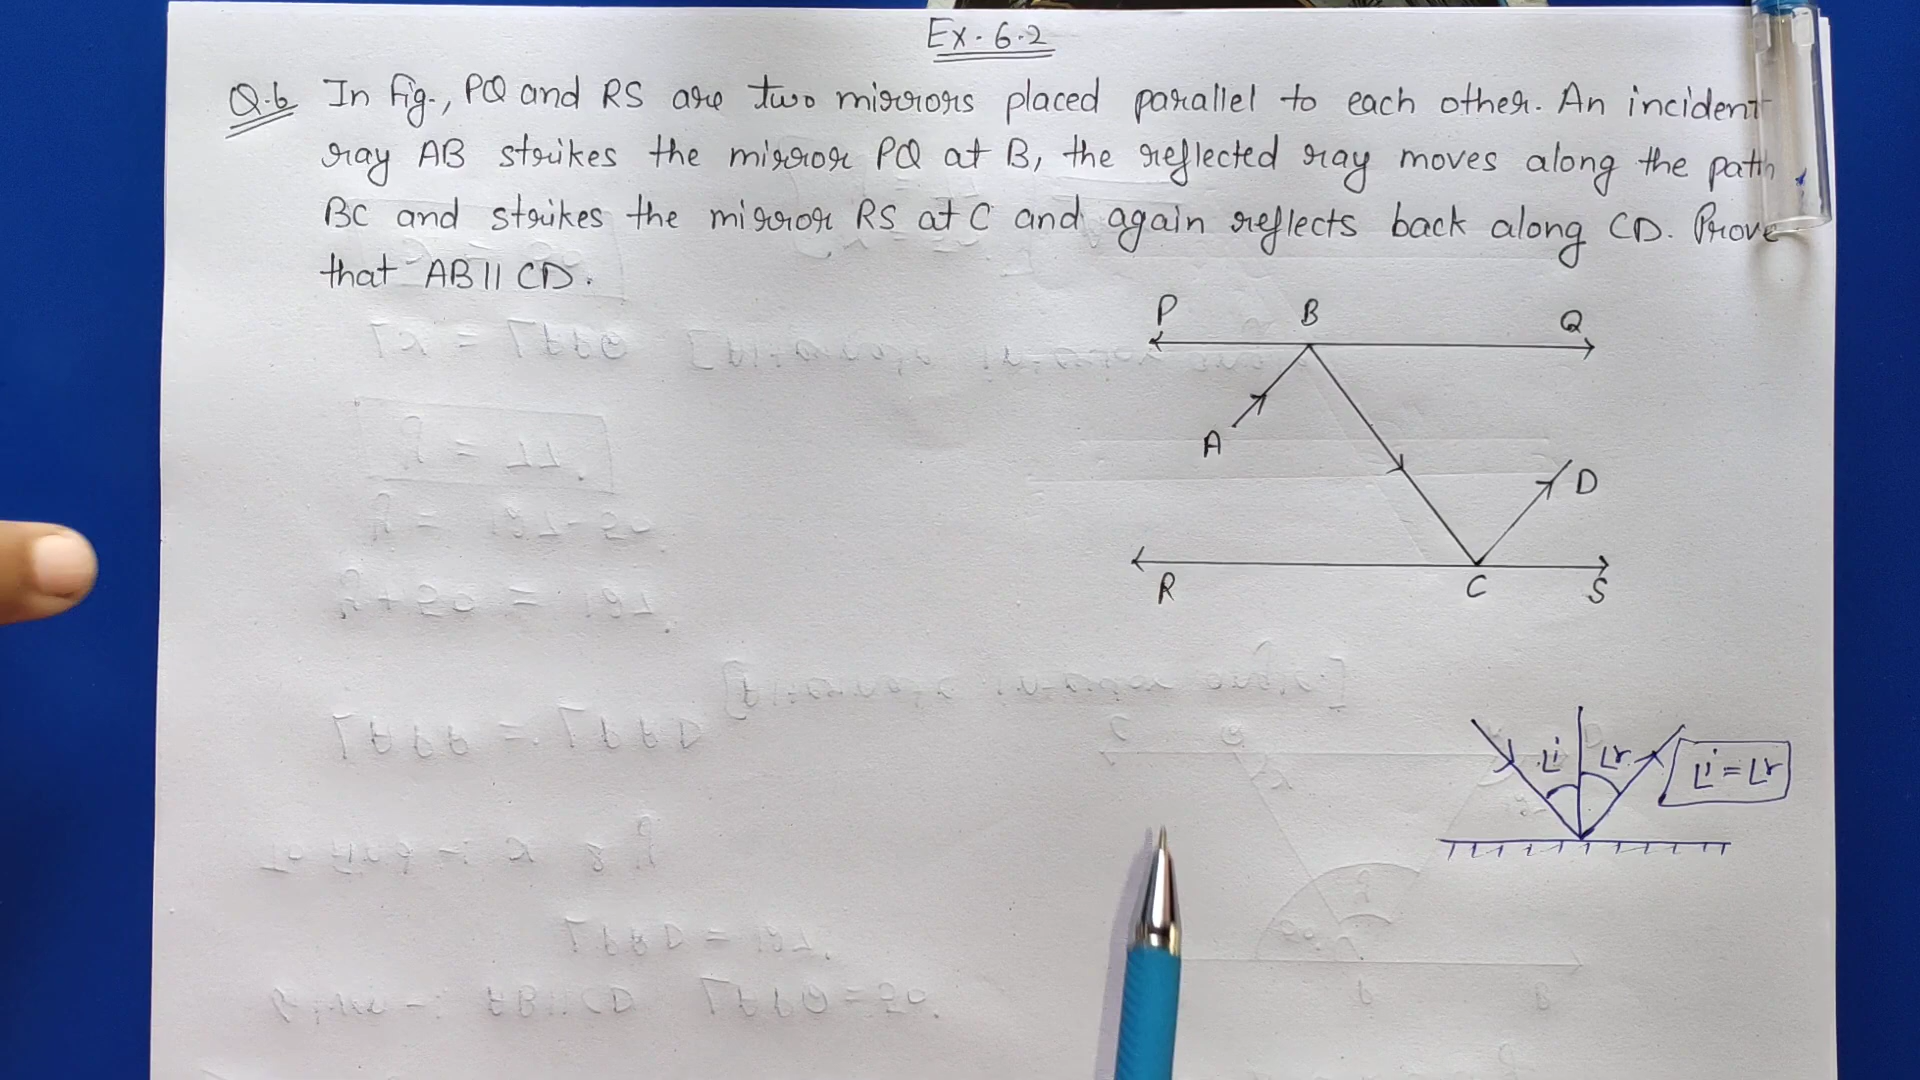 Ex. 6.2
Q.6 In fig., PQ and RS are two mirrors placed parallel to each other. An incident
ray AB strikes the mirror PQ at B, the reflected ray moves along the path
BC and strikes the mirror RS at C and again reflects back along CD. Prove
that AB || CD.
P B Q
A
D
R C S
∠i ∠r ∠i = ∠r